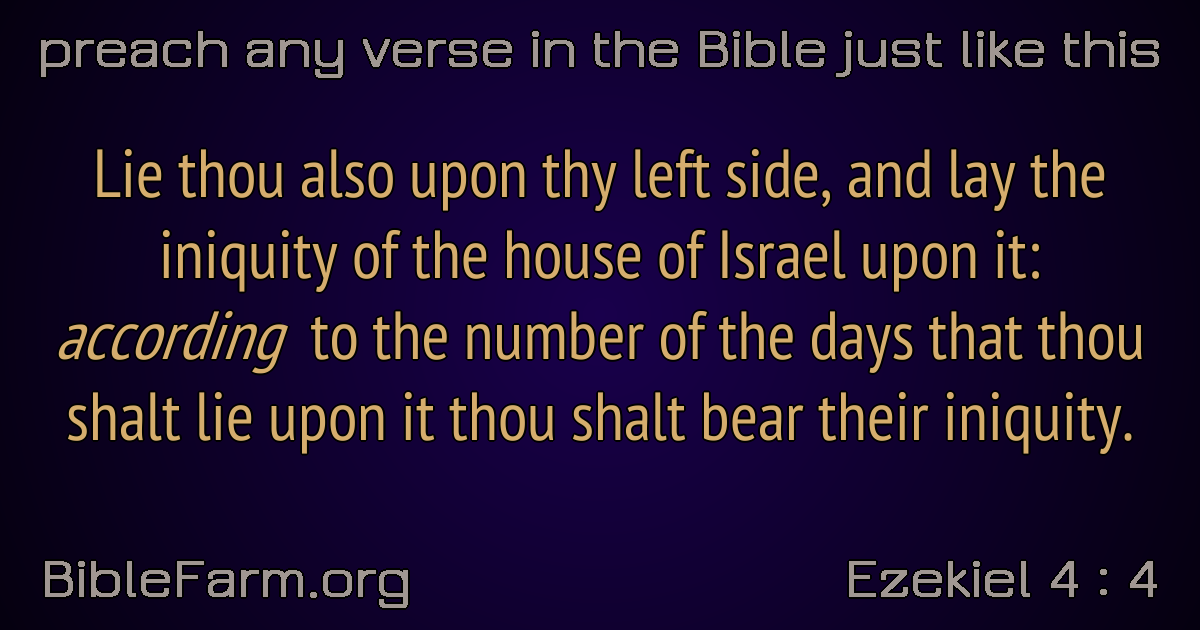 preach any verse in the Bible just like this
Lie thou also upon thy left side, and lay the
iniquity of the house of Israel upon it:
according to the number of the days that thou
shalt lie upon it thou shalt bear their iniquity.
BibleFarm.org
Ezekiel 4 : 4